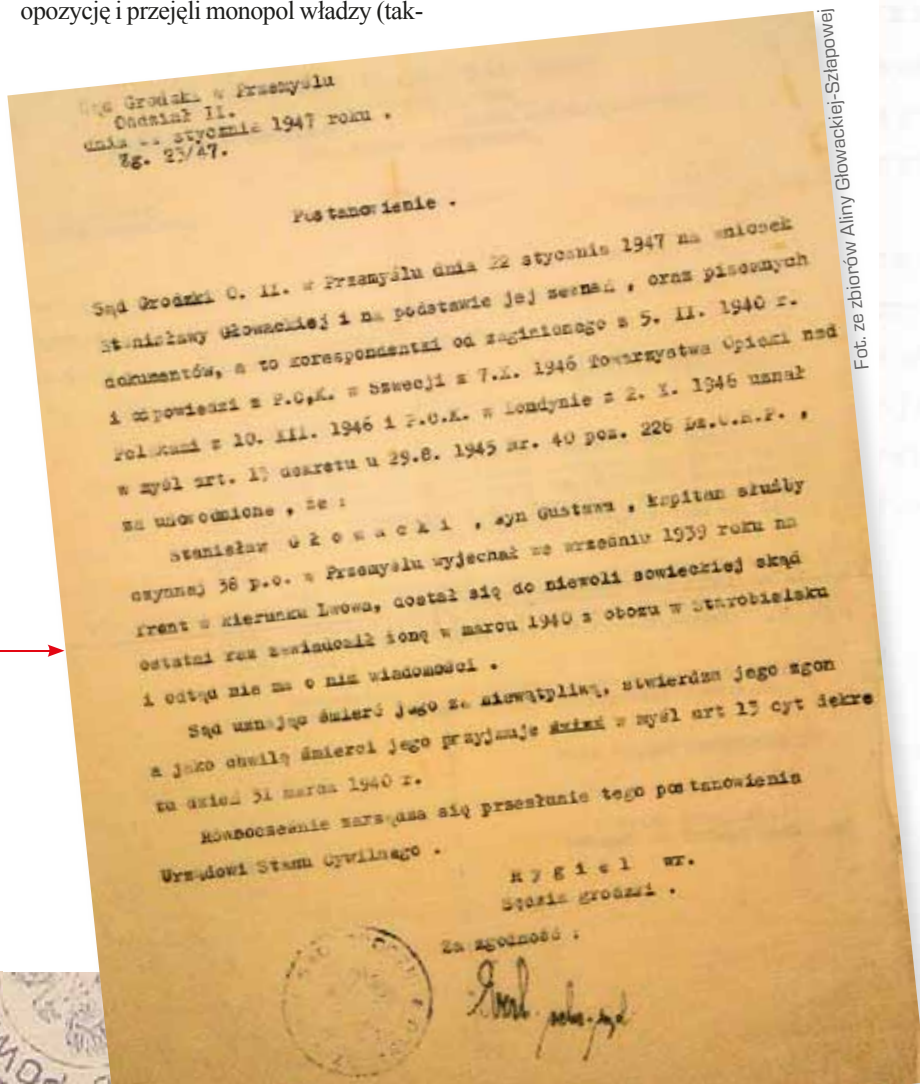 opozycję i przejęli monopol władzy (tak-
Sąd Grodzki w Przemyślu
Oddział II.
dnia stycznia 1947 roku .
Zg. 23/47.
Postanowienie .
Sąd Grodzki O. II. w Przemyślu dnia 22 stycznia 1947 na wniosek
Stanisławy Głowackiej i na podstawie jej zeznań , oraz pisemnych
dokumentów, a to korespondentki od zaginionego z 5. II. 1940 r.
i odpowiedzi z P.C.K. w Szwecji z 7.X. 1946 Towarzystwa Opieki nad
Polakami z 10. XII. 1946 i P.C.K. w Londynie z 2. X. 1946 uznał
w myśl art. 13 dekretu u 29.8. 1945 nr. 40 poz. 226 Dz.U.R.P. ,
za udowodnione , że :
Stanisław G ł o w a c k i , syn Gustawa , kapitan służby
czynnej 38 p.p. w Przemyślu wyjechał we wrześniu 1939 roku na
front w kierunku Lwowa, dostał się do niewoli sowieckiej skąd
ostatni raz zawiadomił żonę w marcu 1940 z obozu w Starobielsku
i odtąd nie ma o nim wiadomości .
Sąd uznając śmierć jego za niewątpliwą, stwierdza jego zgon
a jako chwilę śmierci jego przyjmuje dzień w myśl art 13 cyt dekre
tu dzień 31 marca 1940 r.
Równocześnie zarządza się przesłanie tego postanowienia
Urzędowi Stanu Cywilnego .
R y g i e l wr.
Sędzia grodzki .
Za zgodność :
Fot. ze zbiorów Aliny Głowackiej-Szłapowej